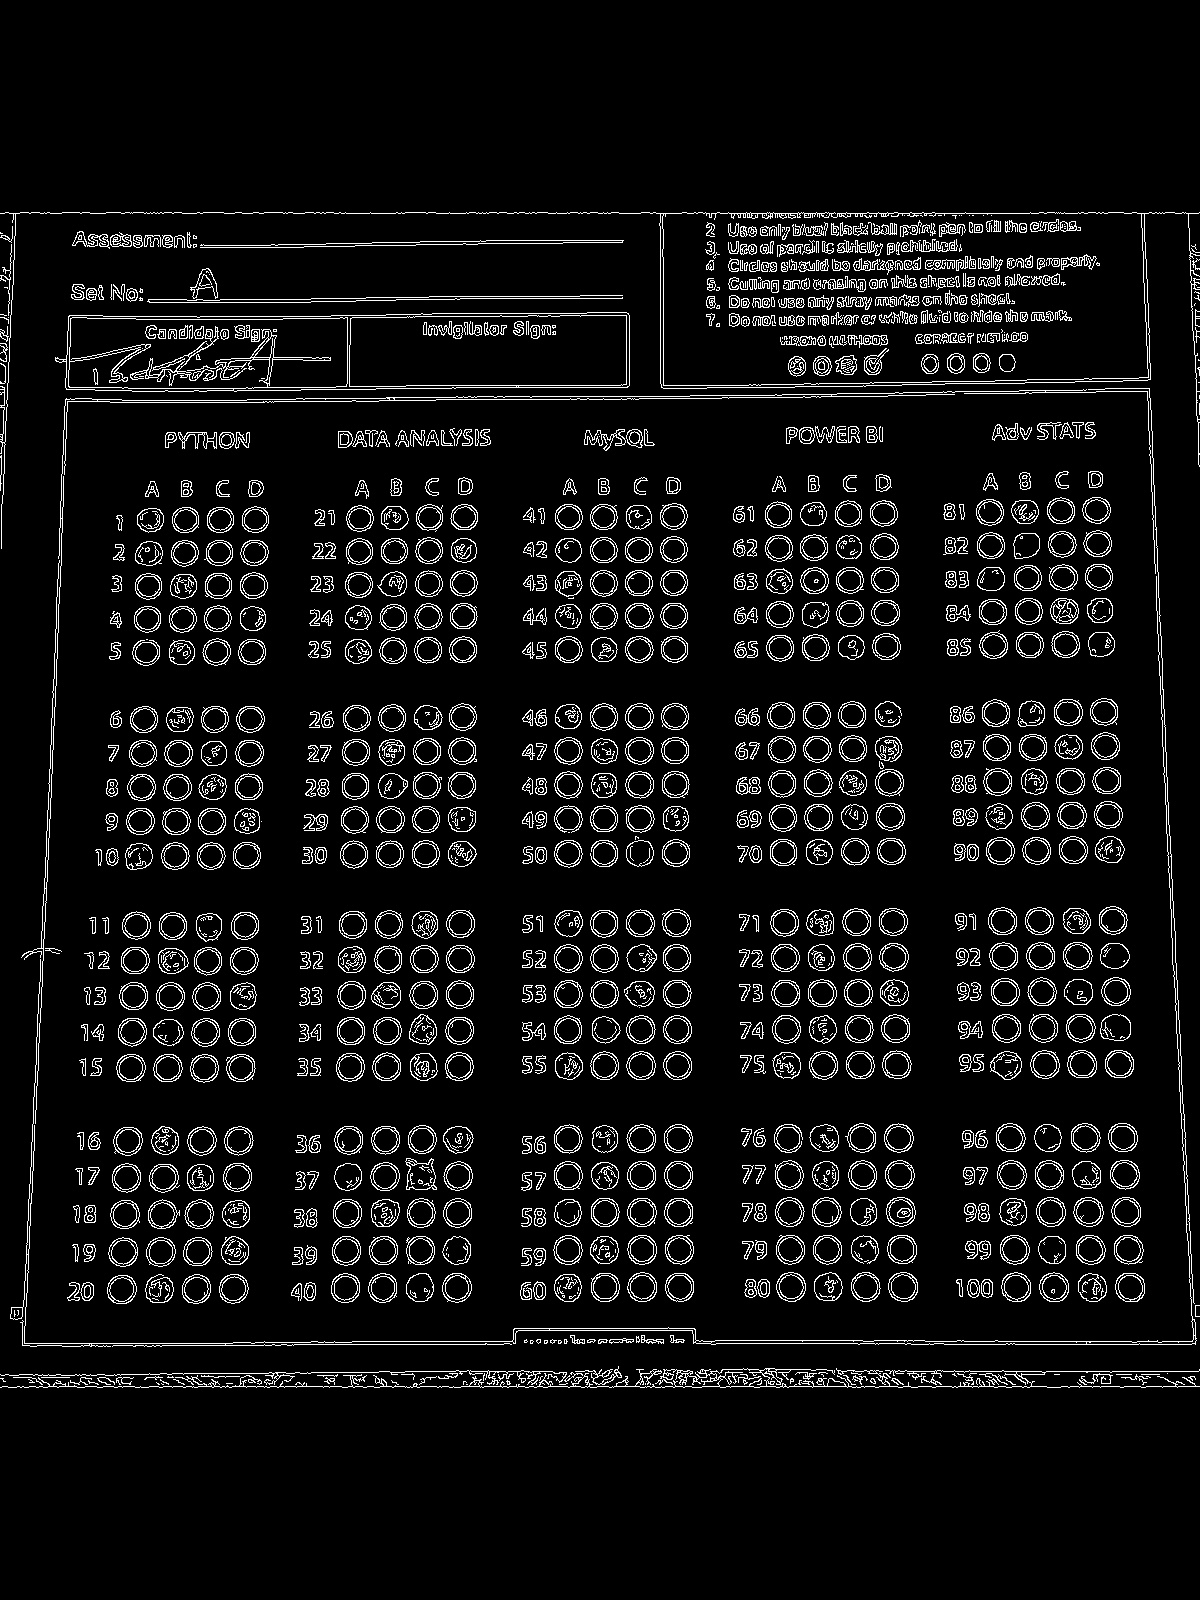 Assessment:
Set No: A
Candidate Sign:
Invigilator Sign:
2 Use only blue/ black ball point pen to fill the circles.
3. Use of pencil is strictly prohibited.
4 Circles should be darkened completely and properly.
5. Cutting and erasing on this sheet is not allowed.
6. Do not use any stray marks on the sheet.
7. Do not use marker or white fluid to hide the mark.
WRONG METHODS CORRECT METHOD
PYTHON DATA ANALYSIS MySQL POWER BI Adv STATS
A B C D A B C D A B C D A B C D A B C D
1 21 41 61 81
2 22 42 62 82
3 23 43 63 83
4 24 44 64 84
5 25 45 65 85
6 26 46 66 86
7 27 47 67 87
8 28 48 68 88
9 29 49 69 89
10 30 50 70 90
11 31 51 71 91
12 32 52 72 92
13 33 53 73 93
14 34 54 74 94
15 35 55 75 95
16 36 56 76 96
17 37 57 77 97
18 38 58 78 98
19 39 59 79 99
20 40 60 80 100